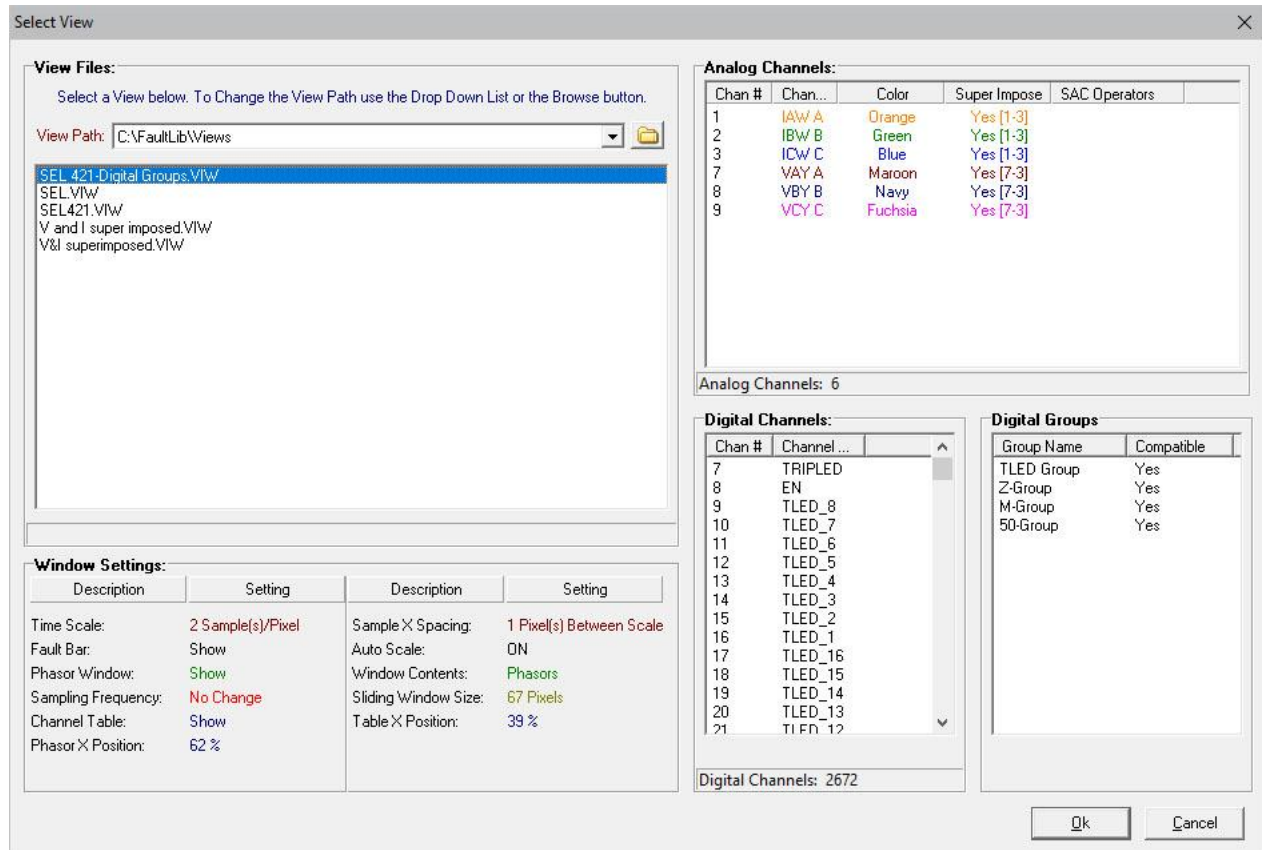 Select View
View Files:
Select a View below. To Change the View Path use the Drop Down List or the Browse button.
View Path: C:\FaultLib\Views
SEL 421-Digital Groups.VIW
SEL.VIW
SEL421.VIW
V and I super imposed.VIW
V&I superimposed.VIW
Window Settings:
Description Setting Description Setting
Time Scale: 2 Sample(s)/Pixel Sample X Spacing: 1 Pixel(s) Between Scale
Fault Bar: Show Auto Scale: ON
Phasor Window: Show Window Contents: Phasors
Sampling Frequency: No Change Sliding Window Size: 67 Pixels
Channel Table: Show Table X Position: 39 %
Phasor X Position: 62 %
Analog Channels:
Chan # Chan... Color Super Impose SAC Operators
1 IAW A Orange Yes [1-3]
2 IBW B Green Yes [1-3]
3 ICW C Blue Yes [1-3]
7 VAY A Maroon Yes [7-3]
8 VBY B Navy Yes [7-3]
9 VCY C Fuchsia Yes [7-3]
Analog Channels: 6
Digital Channels:
Chan # Channel ...
7 TRIPLED
8 EN
9 TLED_8
10 TLED_7
11 TLED_6
12 TLED_5
13 TLED_4
14 TLED_3
15 TLED_2
16 TLED_1
17 TLED_16
18 TLED_15
19 TLED_14
20 TLED_13
21 TLED_12
Digital Channels: 2672
Digital Groups
Group Name Compatible
TLED Group Yes
Z-Group Yes
M-Group Yes
50-Group Yes
Ok Cancel